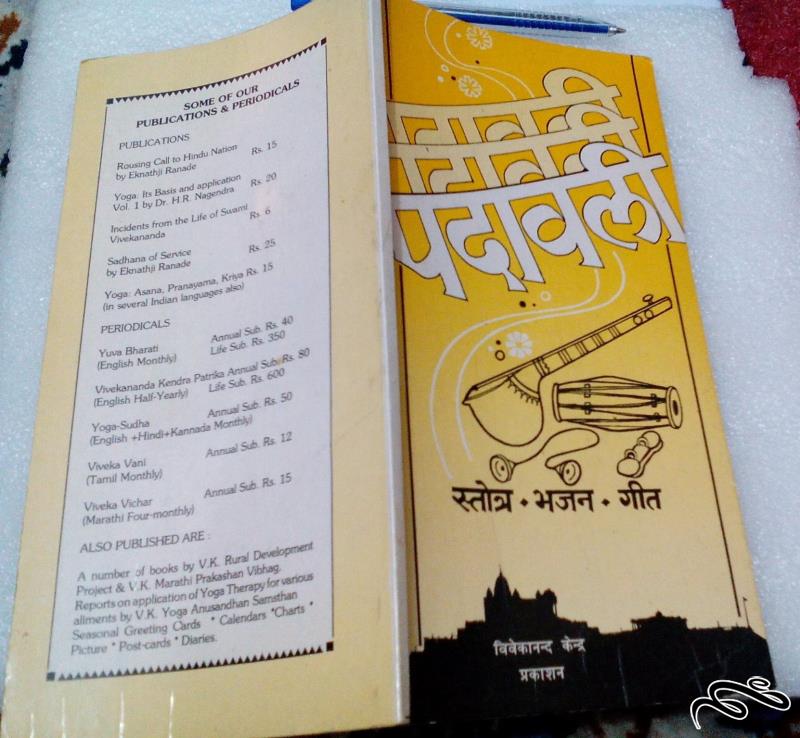 SOME OF OUR
PUBLICATIONS & PERIODICALS
PUBLICATIONS
Rousing Call to Hindu Nation Rs. 15
by Eknathji Ranade
Yoga: Its Basis and application Rs. 20
Vol. 1 by Dr. H.R. Nagendra
Incidents from the Life of Swami Rs. 6
Vivekananda
Sadhana of Service Rs. 25
by Eknathji Ranade
Yoga: Asana, Pranayama, Kriya Rs. 15
(in several Indian languages also)
PERIODICALS
Yuva Bharati Annual Sub. Rs. 40
(English Monthly) Life Sub. Rs. 350
Vivekananda Kendra Patrika Annual Sub. Rs. 80
(English Half-Yearly) Life Sub. Rs. 600
Yoga-Sudha Annual Sub. Rs. 50
(English +Hindi+Kannada Monthly)
Viveka Vani Annual Sub. Rs. 12
(Tamil Monthly)
Viveka Vichar Annual Sub. Rs. 15
(Marathi Four-monthly)
ALSO PUBLISHED ARE :
A number of books by V.K. Rural Development
Project & V.K. Marathi Prakashan Vibhag.
Reports on application of Yoga Therapy for various
ailments by V.K. Yoga Anusandhan Samsthan
Seasonal Greeting Cards * Calendars *Charts *
Picture * Post-cards * Diaries.
पदावली
पदावली
पदावली
स्तोत्र • भजन • गीत
विवेकानन्द केन्द्र
प्रकाशन